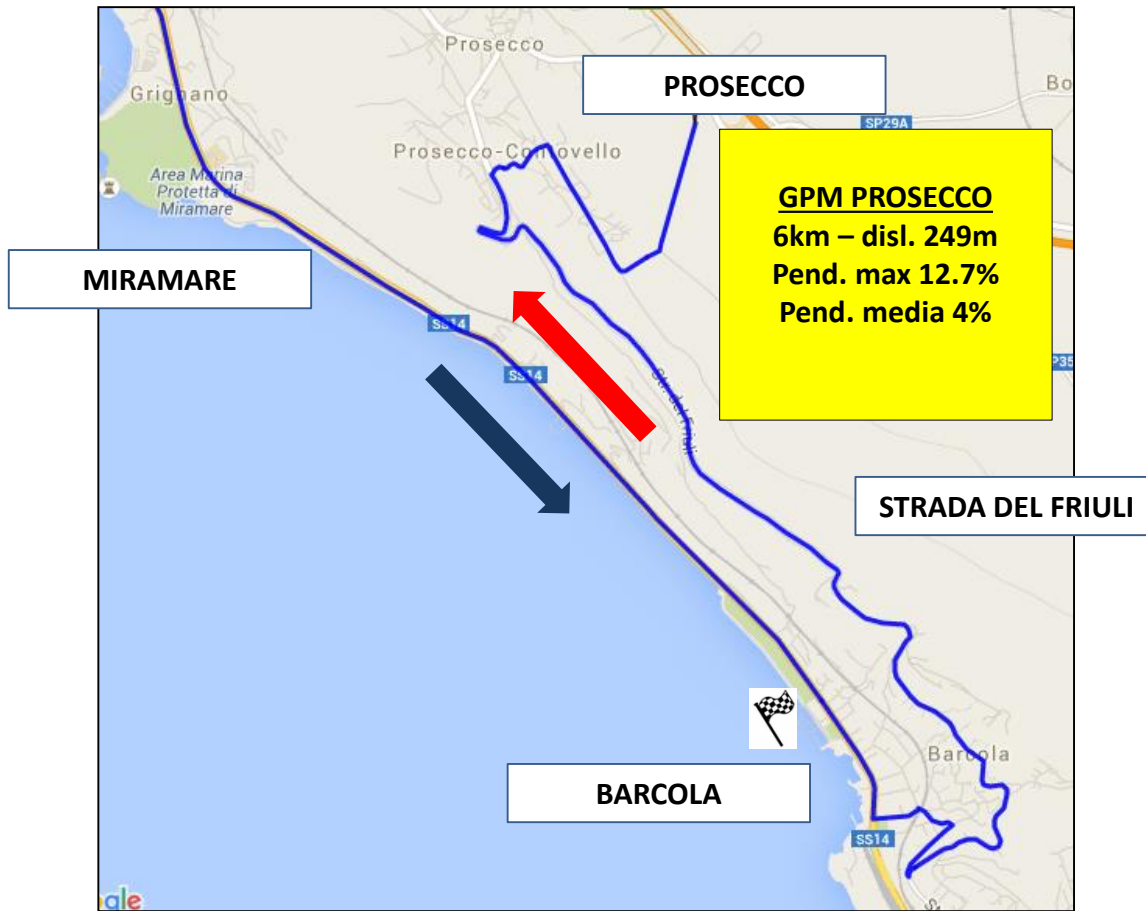 Prosecco
PROSECCO
Grignano
Bo
SP29A
Prosecco-Contovello
Area Marina
Protetta di
Miramare
GPM PROSECCO
6km – disl. 249m
Pend. max 12.7%
Pend. media 4%
MIRAMARE
SS14
P35
SS14
Str. del Friuli
STRADA DEL FRIULI
Barcola
BARCOLA
SS14
gle